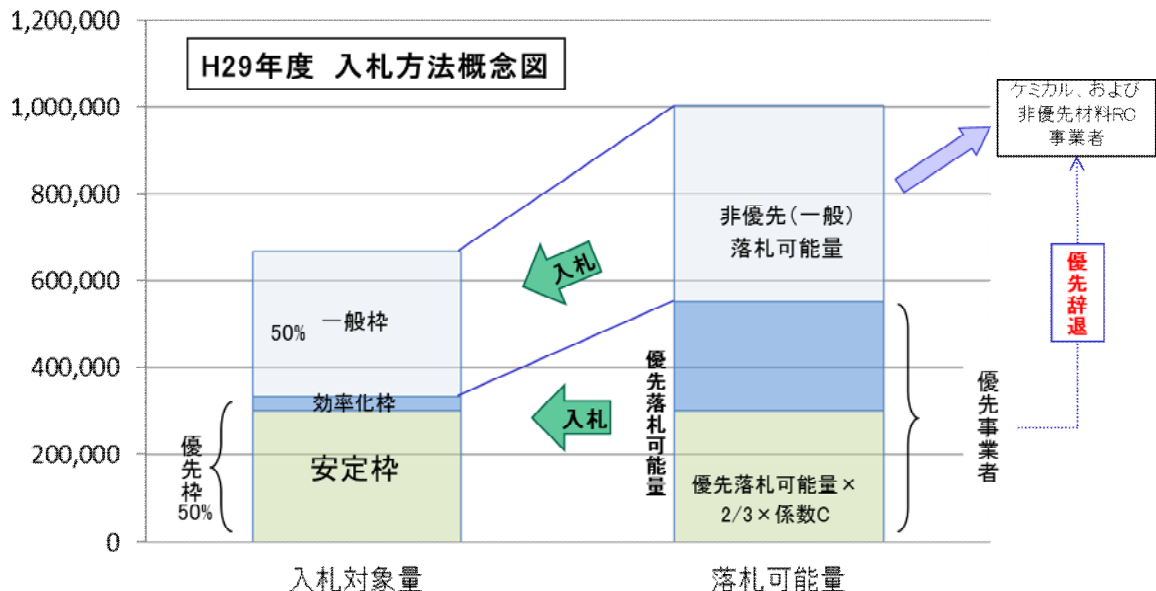 1,200,000
1,000,000
800,000
600,000
400,000
200,000
0
H29年度 入札方法概念図
50% 一般枠
効率化枠
安定枠
優先枠
50%
入札
入札
非優先(一般)
落札可能量
優先落札可能量
優先落札可能量×
2/3×係数C
優先事業者
優先辞退
ケミカル、および
非優先材料RC
事業者
入札対象量
落札可能量